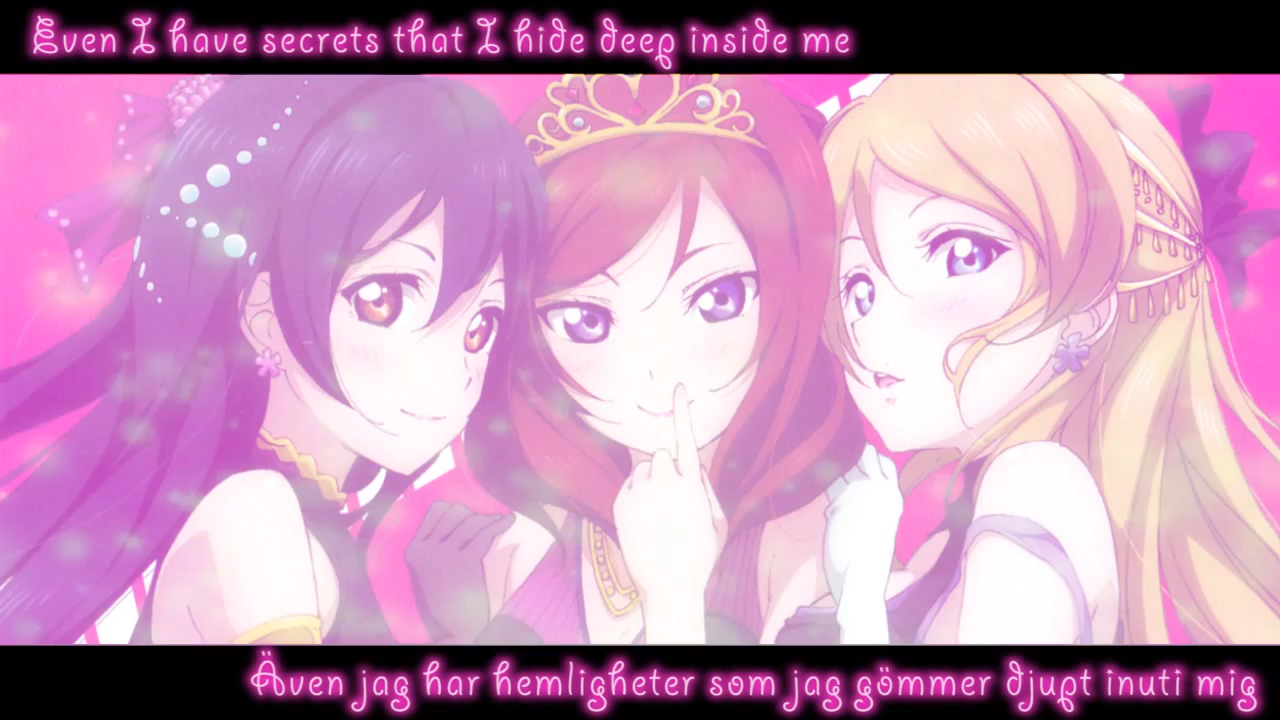 Even I have secrets that I hide deep inside me
Även jag har hemligheter som jag gömmer djupt inuti mig